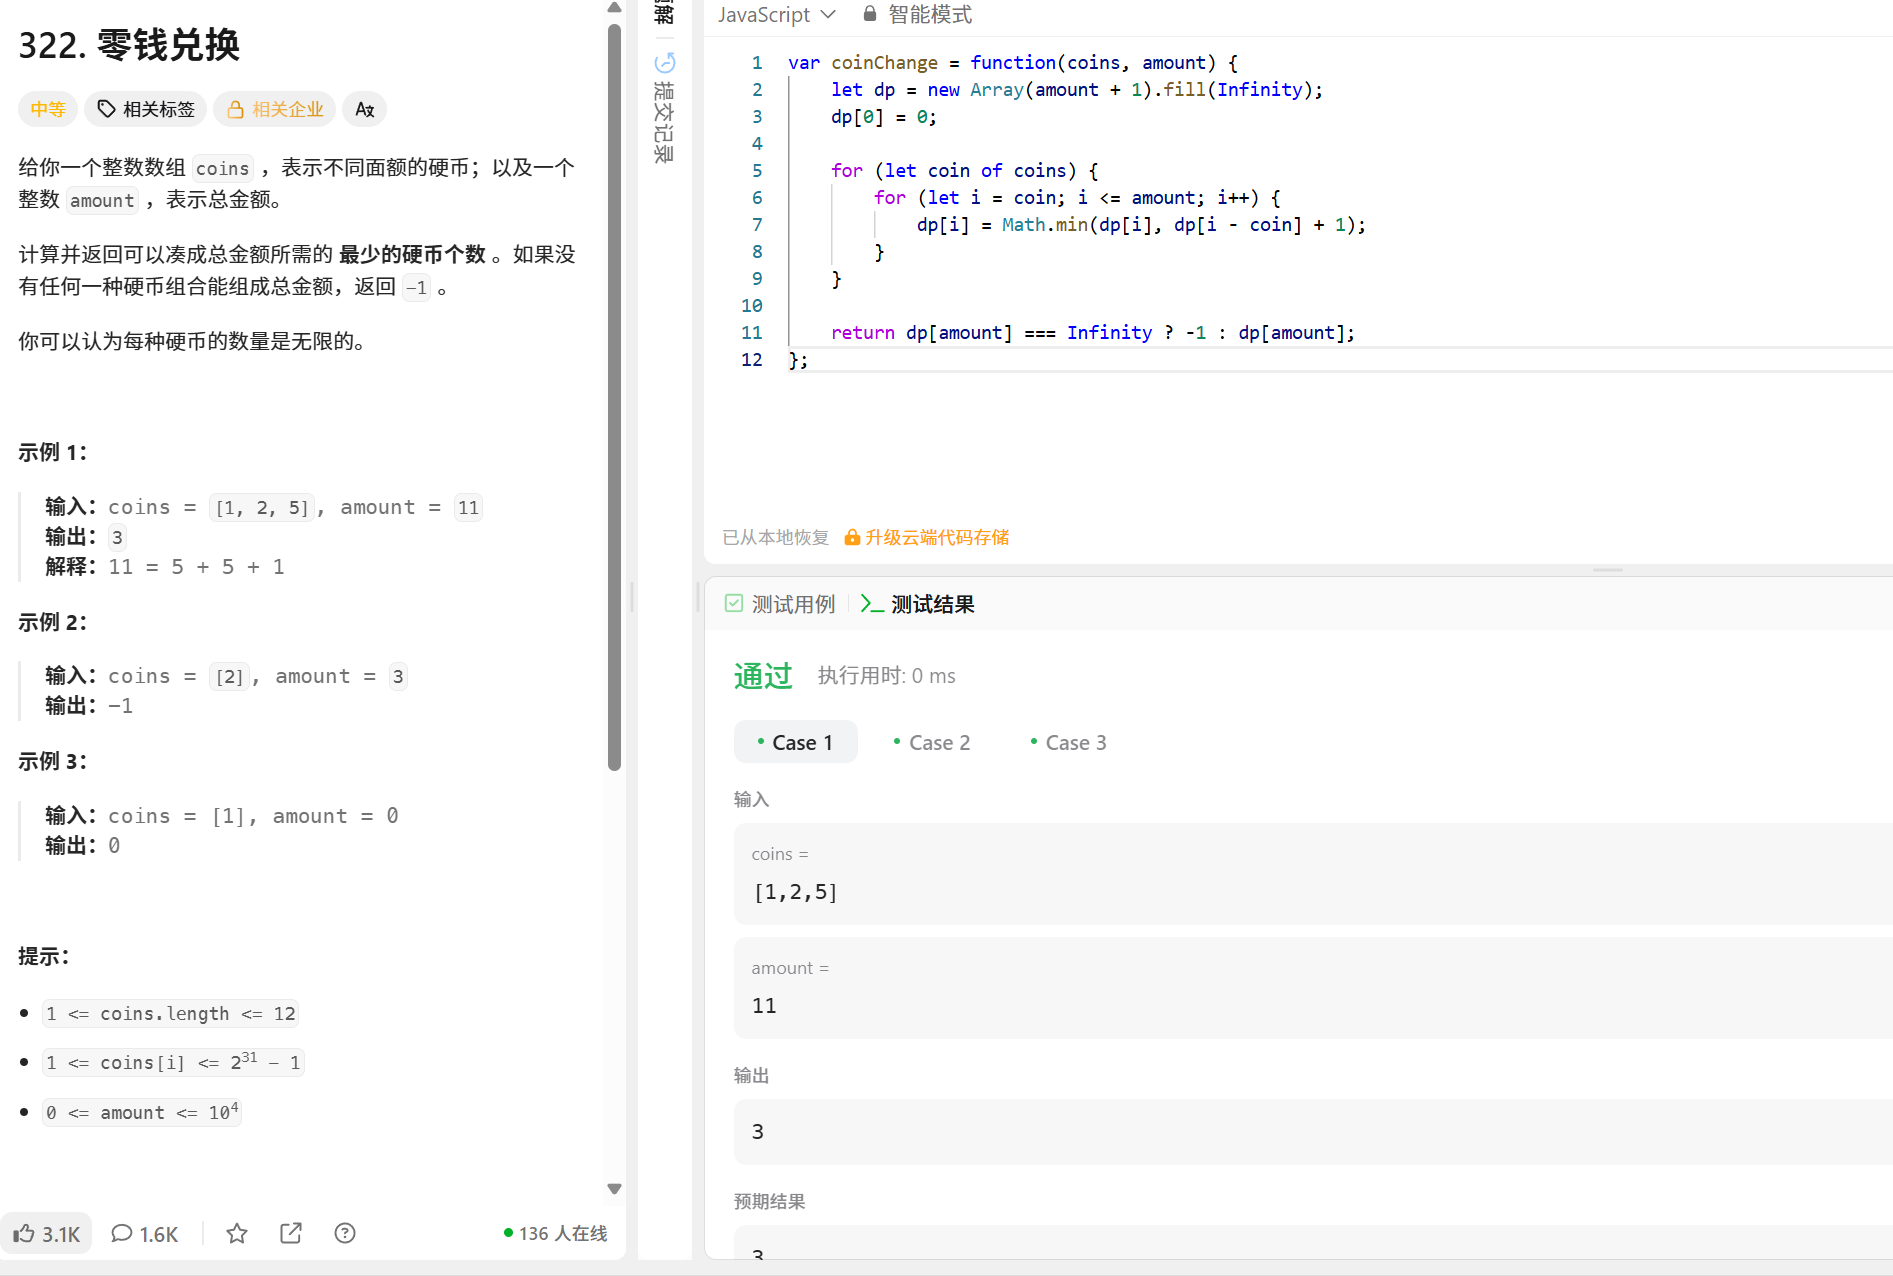 322. 零钱兑换
中等 相关标签 相关企业 Ax
给你一个整数数组 coins ，表示不同面额的硬币；以及一个
整数 amount ，表示总金额。
计算并返回可以凑成总金额所需的 最少的硬币个数 。如果没
有任何一种硬币组合能组成总金额，返回 -1 。
你可以认为每种硬币的数量是无限的。
示例 1：
输入：coins = [1, 2, 5], amount = 11
输出：3
解释：11 = 5 + 5 + 1
示例 2：
输入：coins = [2], amount = 3
输出：-1
示例 3：
输入：coins = [1], amount = 0
输出：0
提示：
1 <= coins.length <= 12
1 <= coins[i] <= 2³¹ - 1
0 <= amount <= 10⁴
3.1K 1.6K 136 人在线
提交记录
JavaScript 智能模式
1 var coinChange = function(coins, amount) {
2 let dp = new Array(amount + 1).fill(Infinity);
3 dp[0] = 0;
4
5 for (let coin of coins) {
6 for (let i = coin; i <= amount; i++) {
7 dp[i] = Math.min(dp[i], dp[i - coin] + 1);
8 }
9 }
10
11 return dp[amount] === Infinity ? -1 : dp[amount];
12 };
已从本地恢复 升级云端代码存储
测试用例 >_ 测试结果
通过 执行用时: 0 ms
Case 1 Case 2 Case 3
输入
coins =
[1,2,5]
amount =
11
输出
3
预期结果
3